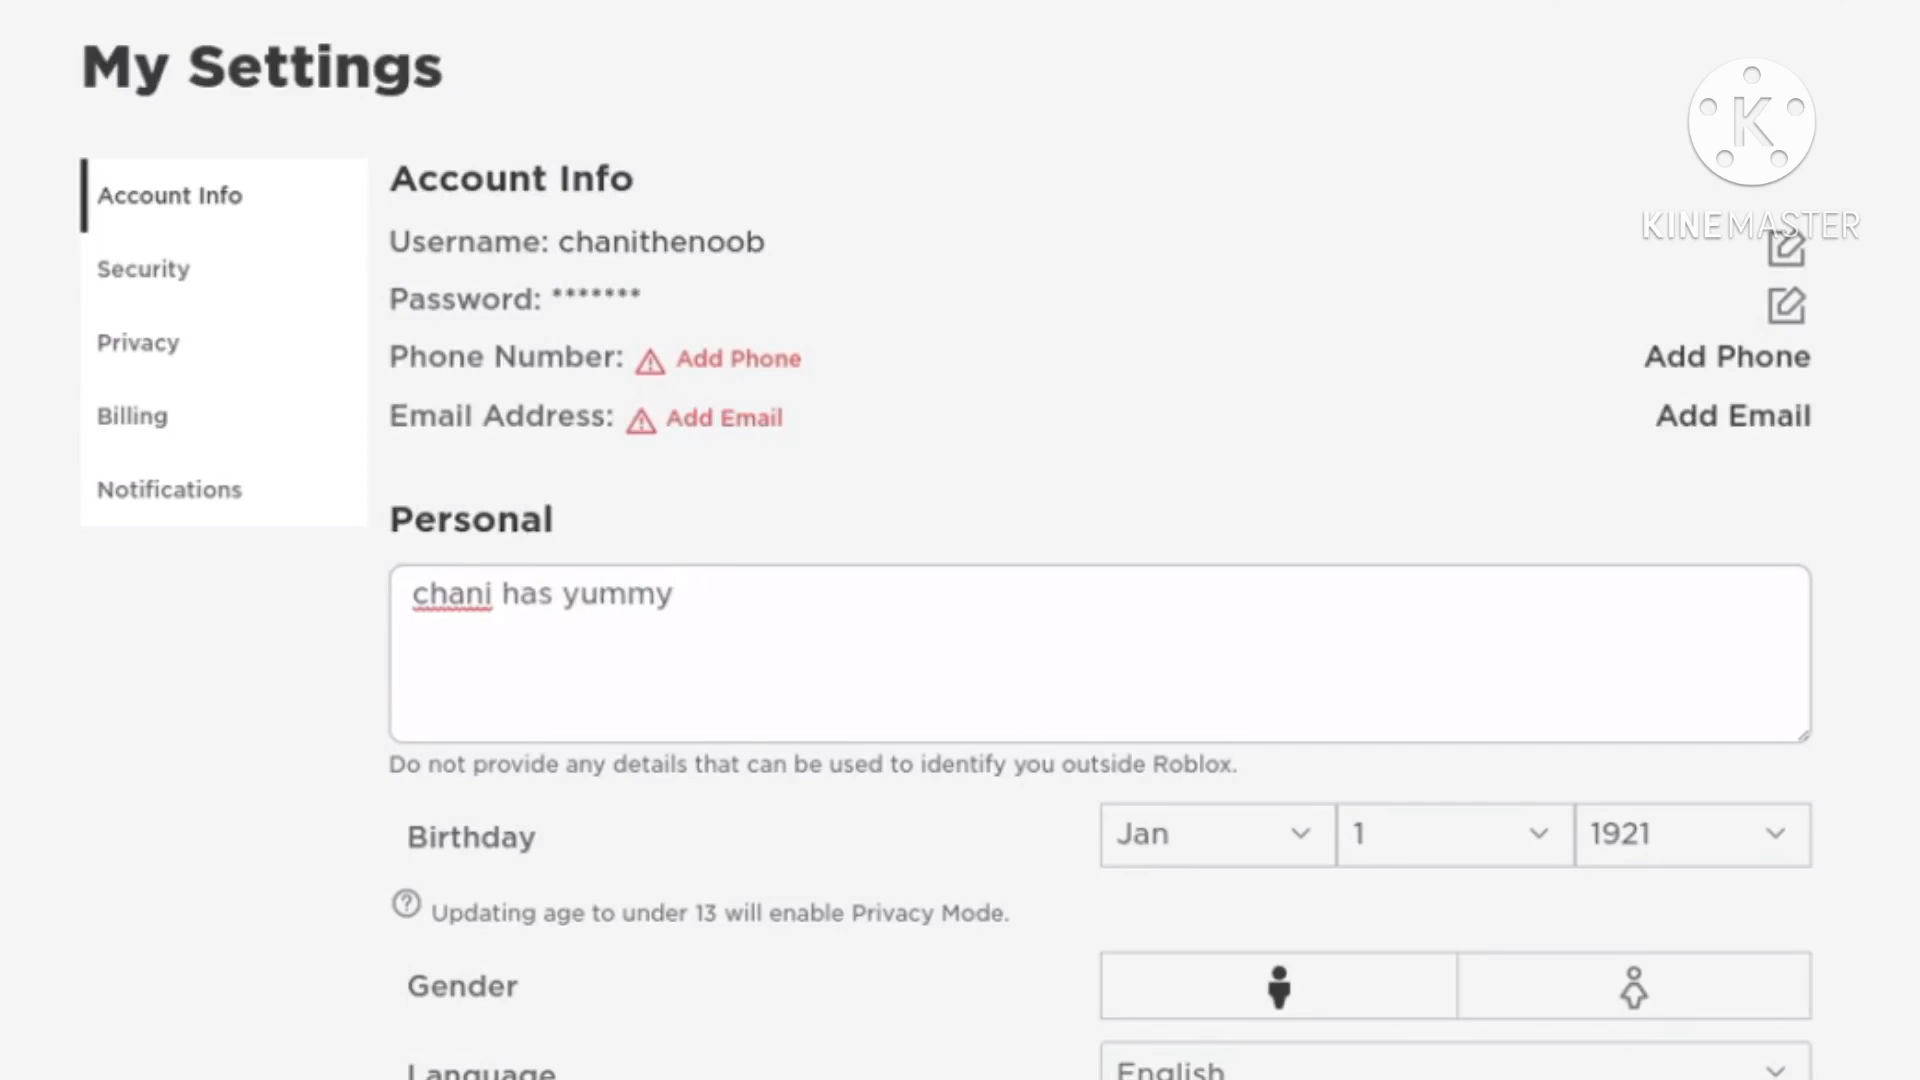 My Settings
K
KINEMASTER
Account Info
Security
Privacy
Billing
Notifications
Account Info
Username: chanithenoob
Password: *******
Phone Number: Add Phone
Add Phone
Email Address: Add Email
Add Email
Personal
chani has yummy
Do not provide any details that can be used to identify you outside Roblox.
Birthday
Jan 1 1921
Updating age to under 13 will enable Privacy Mode.
Gender
Language
English